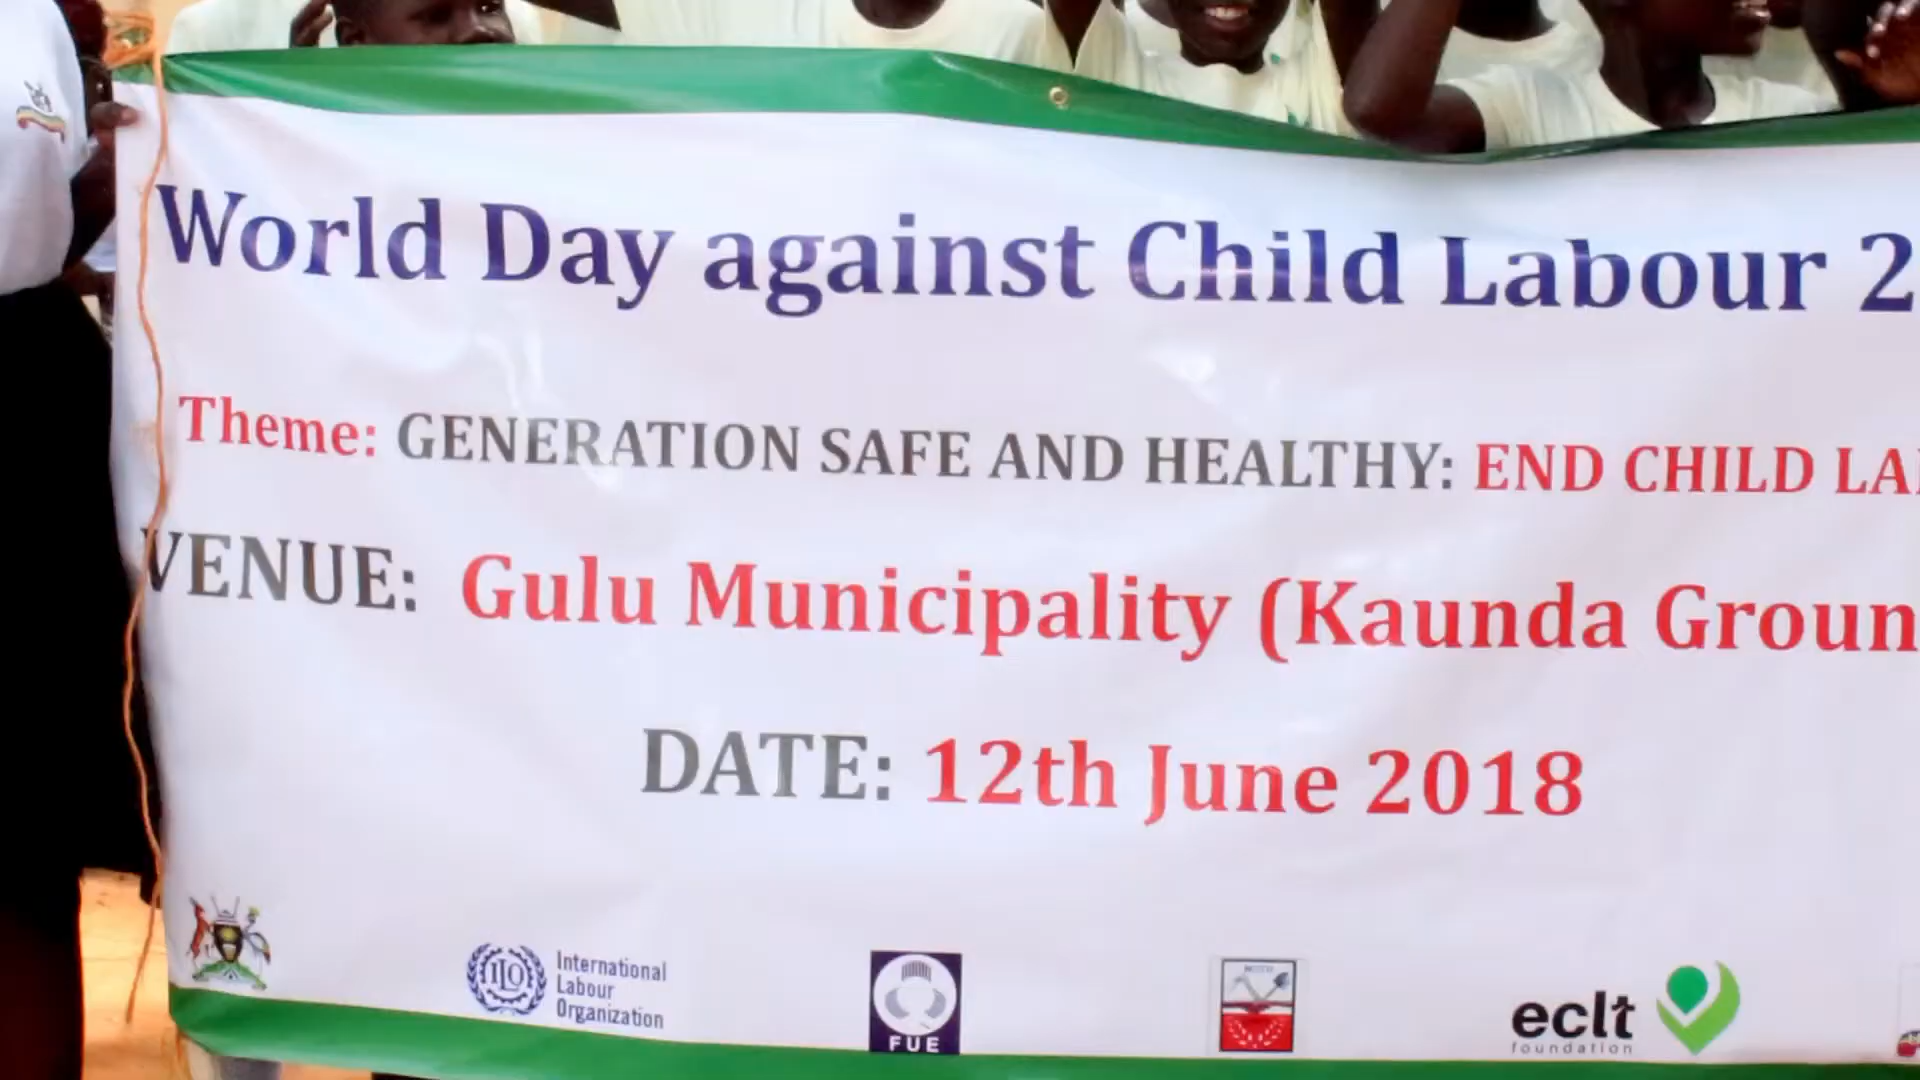 World Day against Child Labour 2
Theme: GENERATION SAFE AND HEALTHY: END CHILD LA
VENUE: Gulu Municipality (Kaunda Groun
DATE: 12th June 2018
ILO
International
Labour
Organization
FUE
eclt
foundation